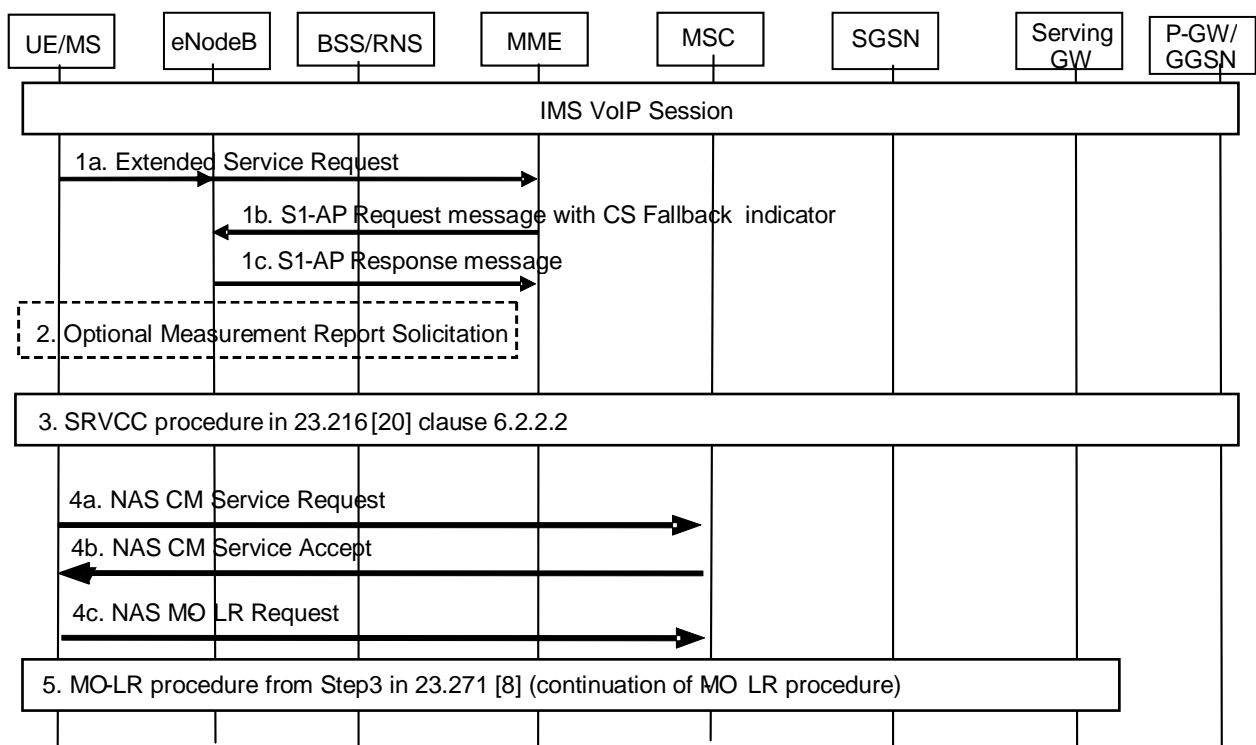 UE/MS
eNodeB
BSS/RNS
MME
MSC
SGSN
Serving
GW
P-GW/
GGSN
IMS VoIP Session
1a. Extended Service Request
1b. S1-AP Request message with CS Fallback indicator
1c. S1-AP Response message
2. Optional Measurement Report Solicitation
3. SRVCC procedure in 23.216 [20] clause 6.2.2.2
4a. NAS CM Service Request
4b. NAS CM Service Accept
4c. NAS MO-LR Request
5. MO-LR procedure from Step3 in 23.271 [8] (continuation of MO-LR procedure)